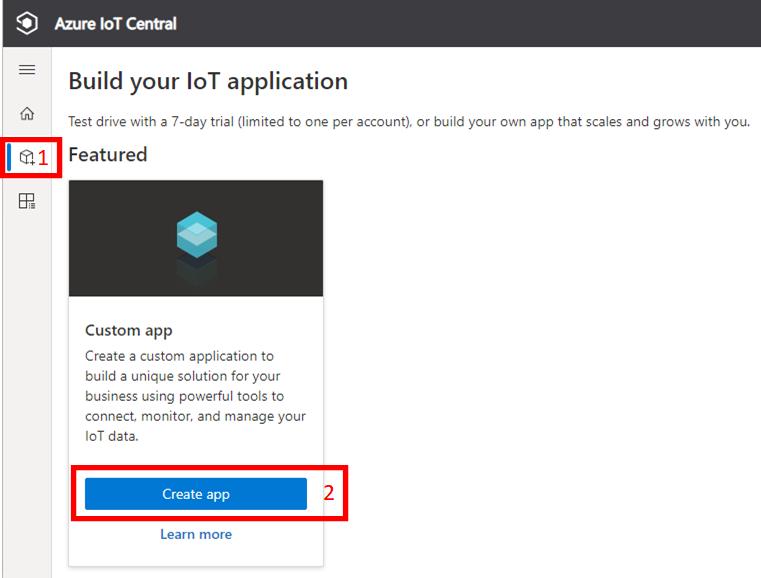 Azure IoT Central
Build your IoT application
Test drive with a 7-day trial (limited to one per account), or build your own app that scales and grows with you.
1
Featured
Custom app
Create a custom application to
build a unique solution for your
business using powerful tools to
connect, monitor, and manage your
IoT data.
Create app
2
Learn more